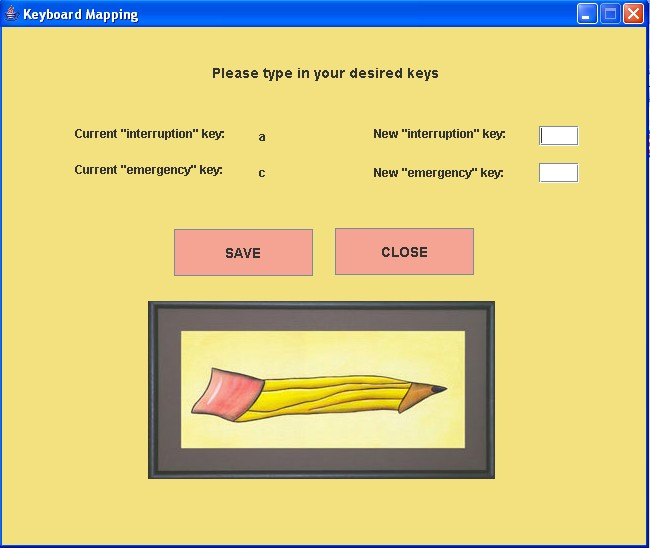 Keyboard Mapping
Please type in your desired keys
Current "interruption" key: a New "interruption" key:
Current "emergency" key: c New "emergency" key:
SAVE CLOSE